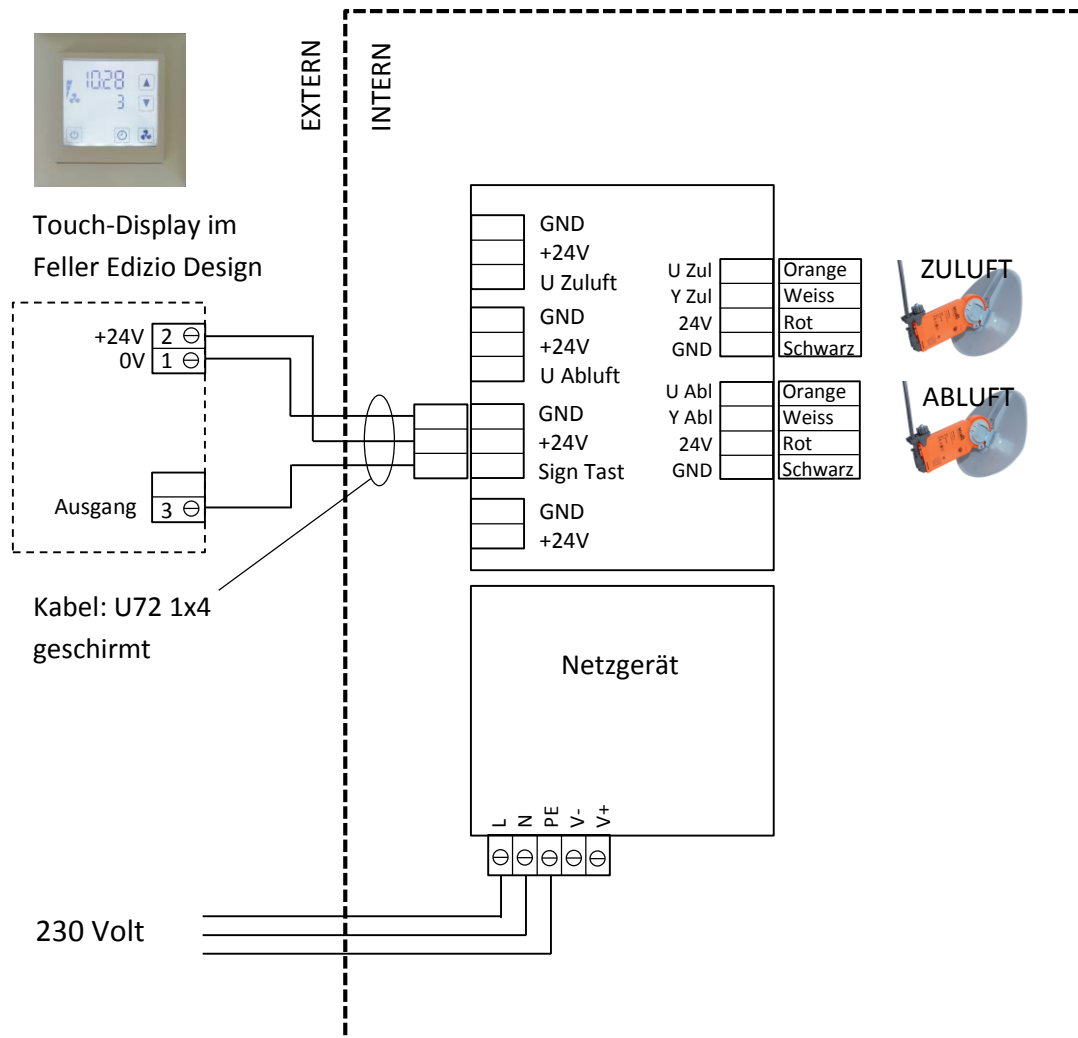 10:28
3
EXTERN
INTERN
Touch-Display im
Feller Edizio Design
+24V 2
0V 1
Ausgang 3
Kabel: U72 1x4
geschirmt
GND
+24V
U Zuluft
GND
+24V
U Abluft
GND
+24V
Sign Tast
GND
+24V
U Zul Orange
Y Zul Weiss
24V Rot
GND Schwarz
ZULUFT
U Abl Orange
Y Abl Weiss
24V Rot
GND Schwarz
ABLUFT
Netzgerät
L
N
PE
V-
V+
230 Volt